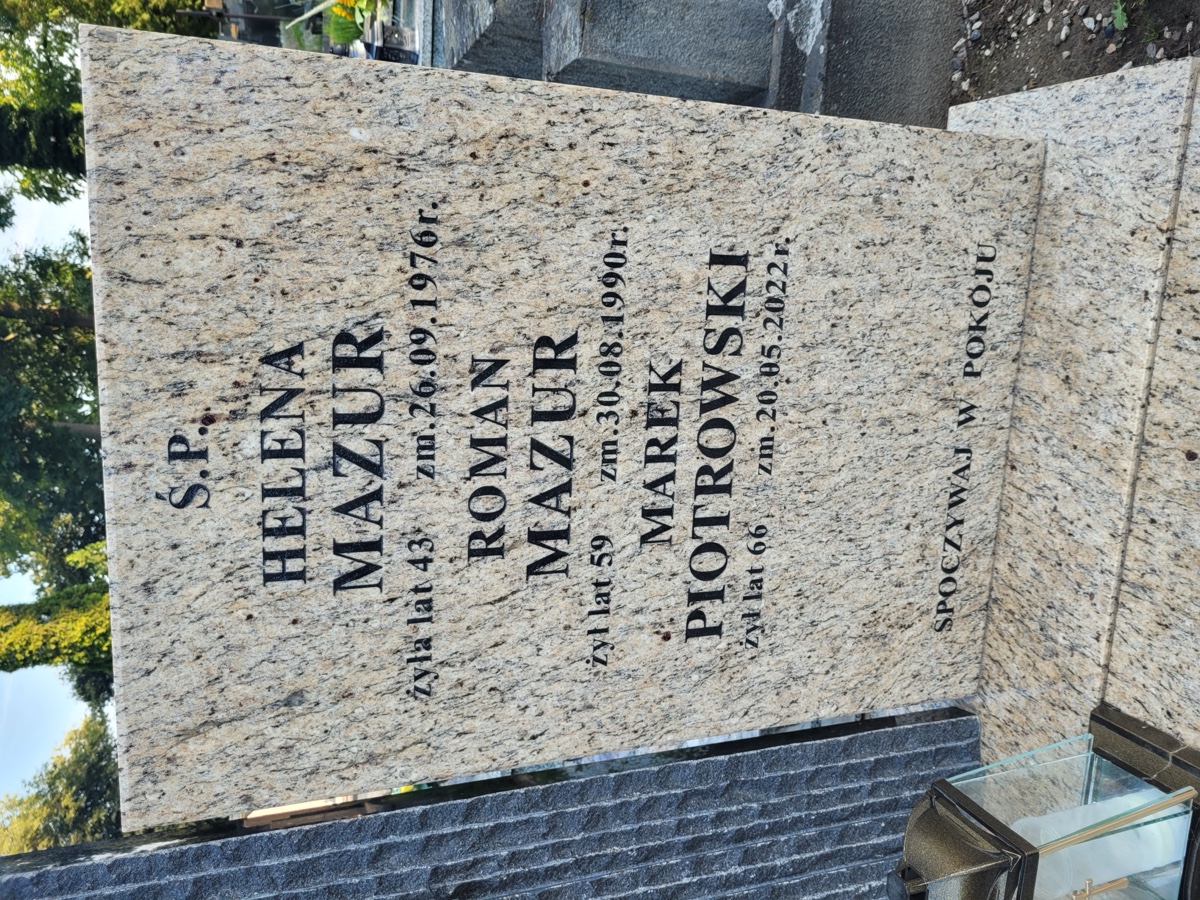 Ś.P.
HELENA
MAZUR
żyła lat 43 zm.26.09.1976r.
ROMAN
MAZUR
żył lat 59 zm.30.08.1990r.
MAREK
PIOTROWSKI
żył lat 66 zm.20.05.2022r.
SPOCZYWAJ W POKOJU